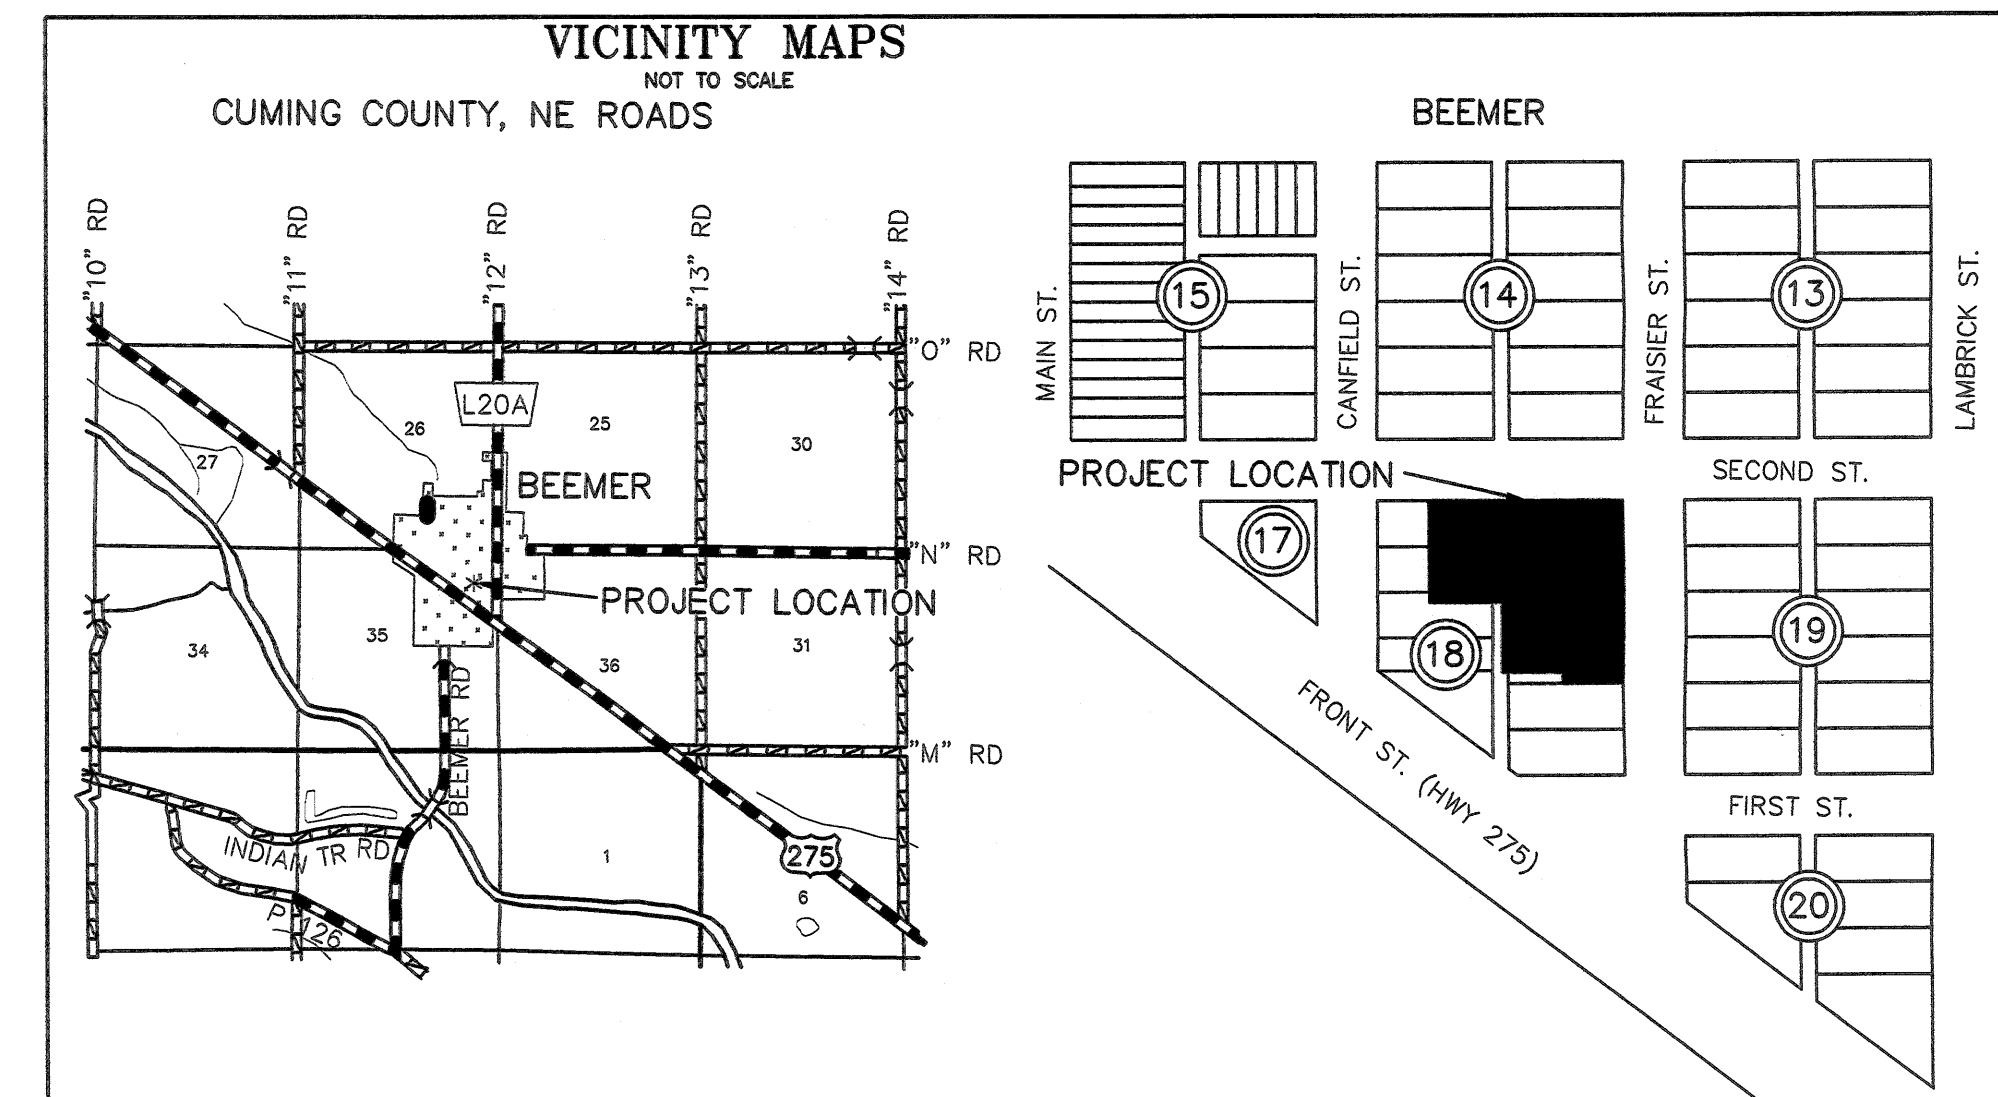 VICINITY MAPS
NOT TO SCALE
CUMING COUNTY, NE ROADS
"10" RD
"11" RD
"12" RD
"13" RD
"14" RD
"O" RD
L20A
26
25
30
27
BEEMER
"N" RD
PROJECT LOCATION
34
35
36
31
BEEMER RD
"M" RD
INDIAN TR RD
275
1
6
P 126
BEEMER
MAIN ST.
15
CANFIELD ST.
14
FRAISIER ST.
13
LAMBRICK ST.
PROJECT LOCATION
SECOND ST.
17
18
19
FRONT ST. (HWY 275)
FIRST ST.
20